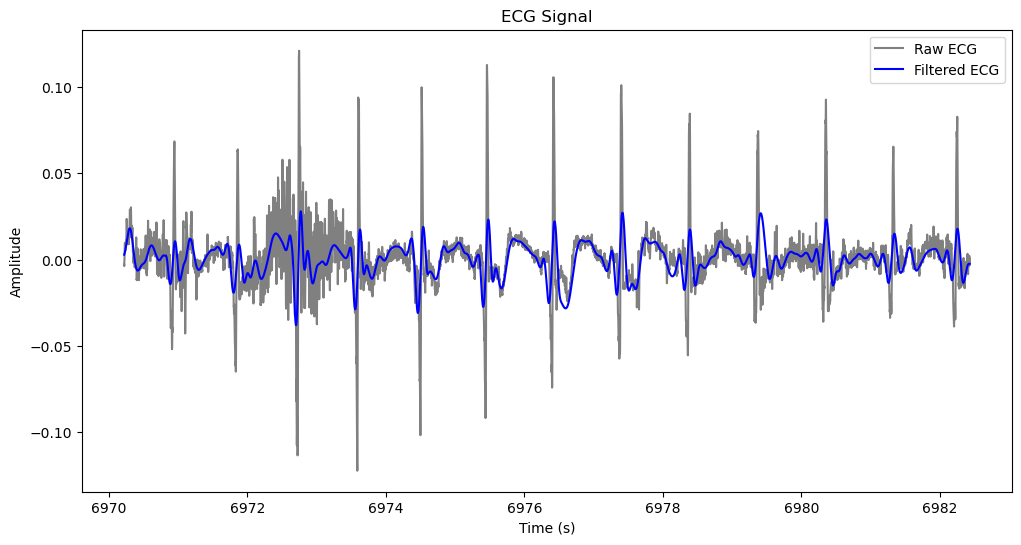 ECG Signal
Raw ECG
Filtered ECG
Amplitude
0.10
0.05
0.00
−0.05
−0.10
6970 6972 6974 6976 6978 6980 6982
Time (s)